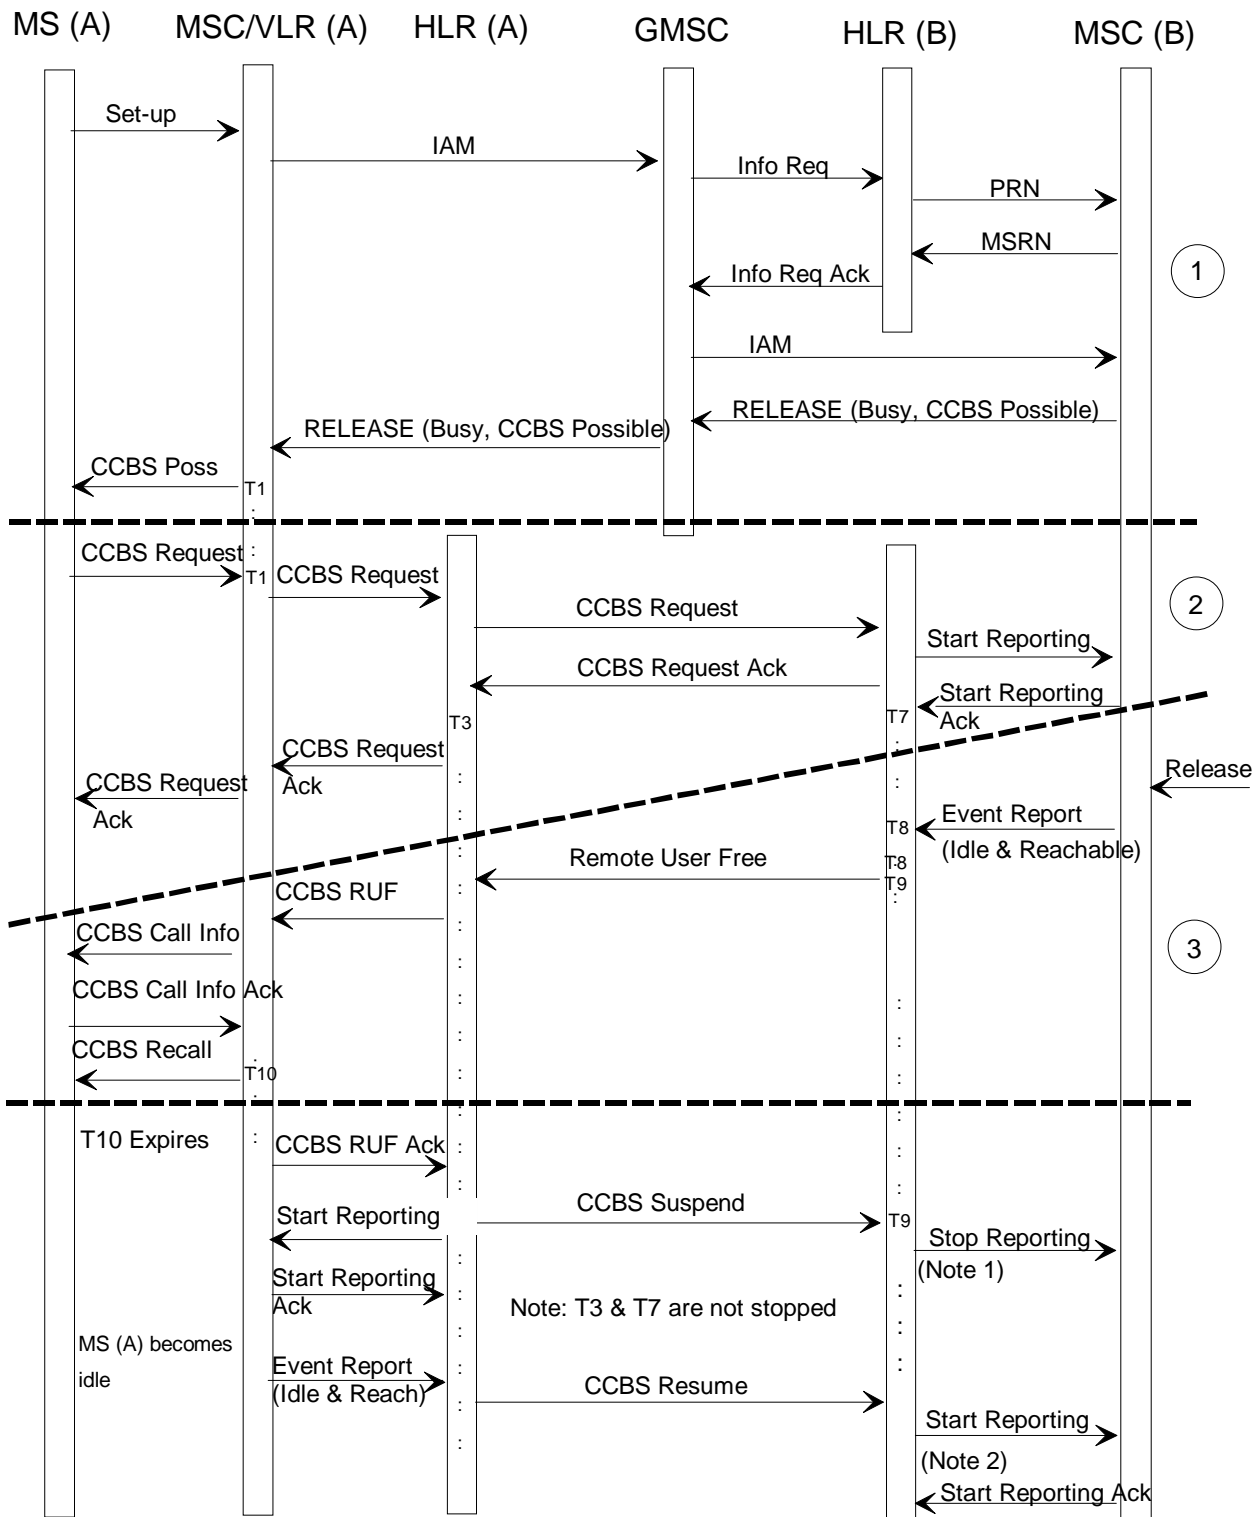 MS (A) MSC/VLR (A) HLR (A) GMSC HLR (B) MSC (B)
Set-up
IAM
Info Req
PRN
MSRN
Info Req Ack
1
IAM
RELEASE (Busy, CCBS Possible)
RELEASE (Busy, CCBS Possible)
CCBS Poss
T1
CCBS Request
T1
CCBS Request
CCBS Request
2
Start Reporting
CCBS Request Ack
Start Reporting
Ack
T3
T7
CCBS Request
Ack
CCBS Request
Ack
Release
Event Report
(Idle & Reachable)
T8
Remote User Free
T8
T9
CCBS RUF
CCBS Call Info
3
CCBS Call Info Ack
CCBS Recall
T10
T10 Expires
CCBS RUF Ack
CCBS Suspend
Start Reporting
T9
Stop Reporting
(Note 1)
Start Reporting
Ack
Note: T3 & T7 are not stopped
MS (A) becomes
idle
Event Report
(Idle & Reach)
CCBS Resume
Start Reporting
(Note 2)
Start Reporting Ack